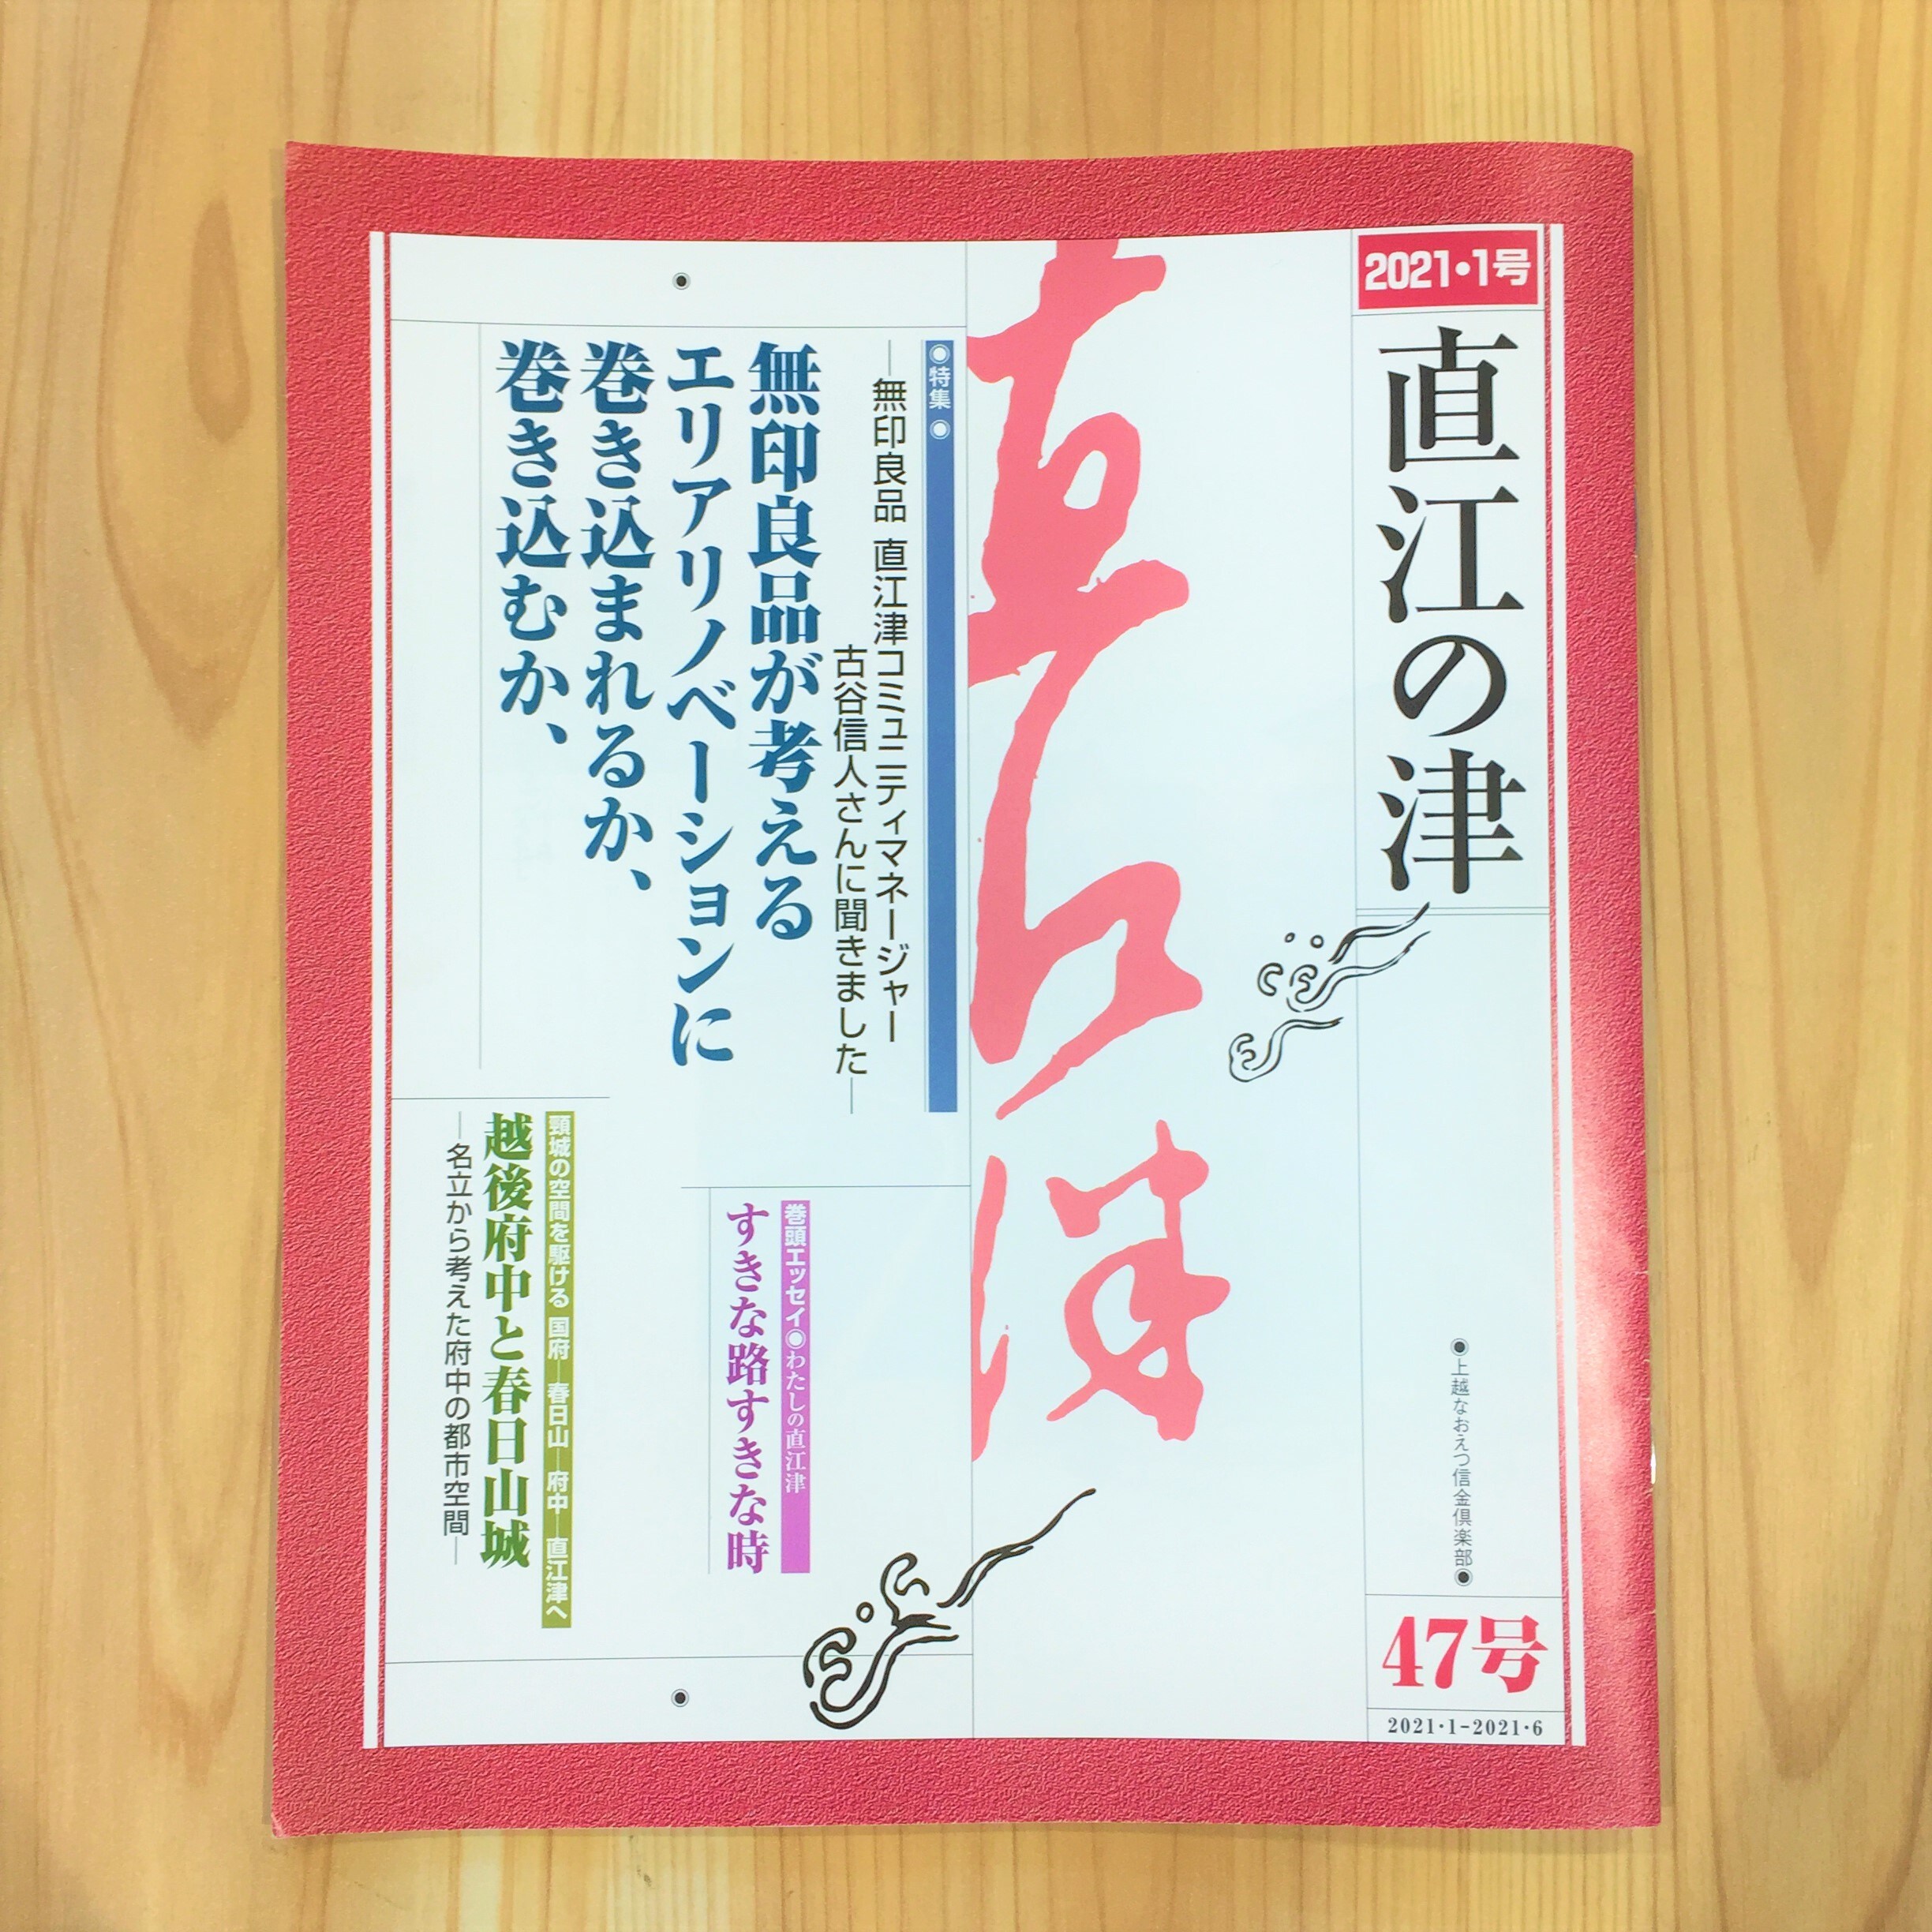 2021・1号
直江の津
●上越なおえつ信金倶楽部●
47号
2021・1-2021・6
直江津
◉特集◉
―無印良品 直江津コミュニティマネージャー
古谷信人さんに聞きました―
無印良品が考える
エリアリノベーションに
巻き込まれるか、
巻き込むか、
巻頭エッセイ◉わたしの直江津
すきな路すきな時
頸城の空間を駆ける 国府―春日山―府中―直江津へ
越後府中と春日山城
―名立から考えた府中の都市空間―